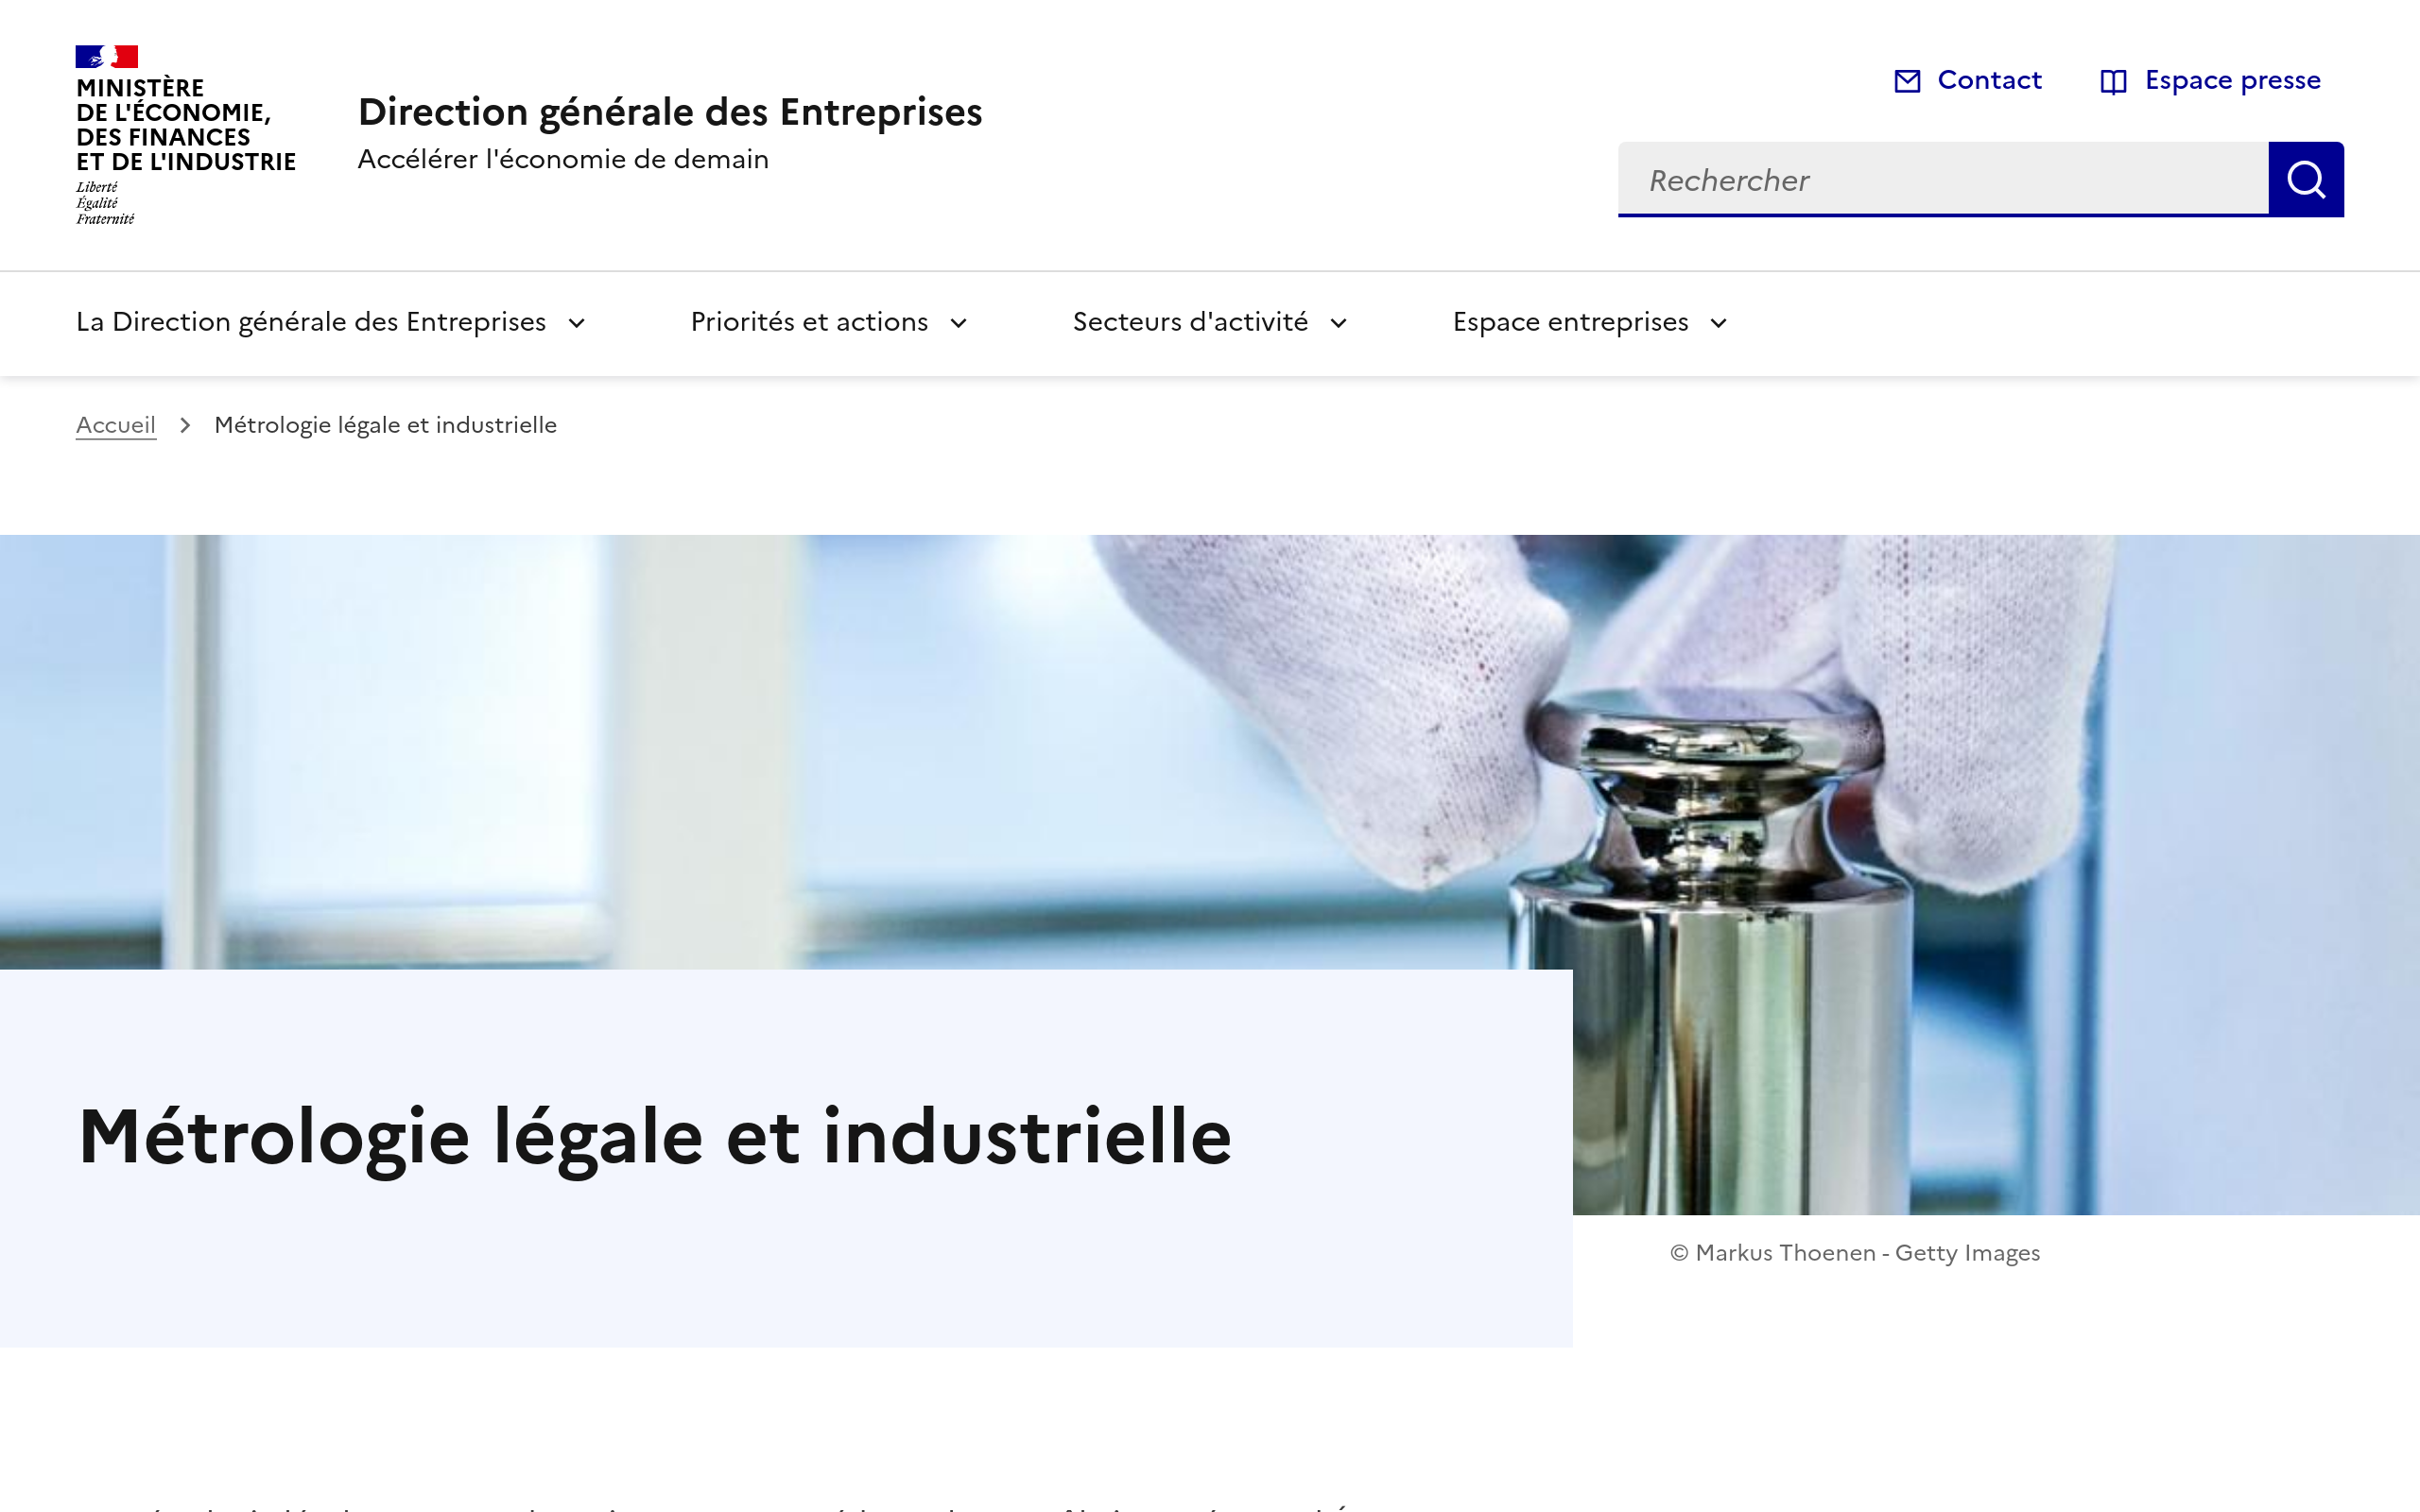 MINISTÈRE
DE L'ÉCONOMIE,
DES FINANCES
ET DE L'INDUSTRIE
Liberté
Égalité
Fraternité
Direction générale des Entreprises
Accélérer l'économie de demain
Contact
Espace presse
Rechercher
La Direction générale des Entreprises
Priorités et actions
Secteurs d'activité
Espace entreprises
Accueil
Métrologie légale et industrielle
Métrologie légale et industrielle
© Markus Thoenen - Getty Images